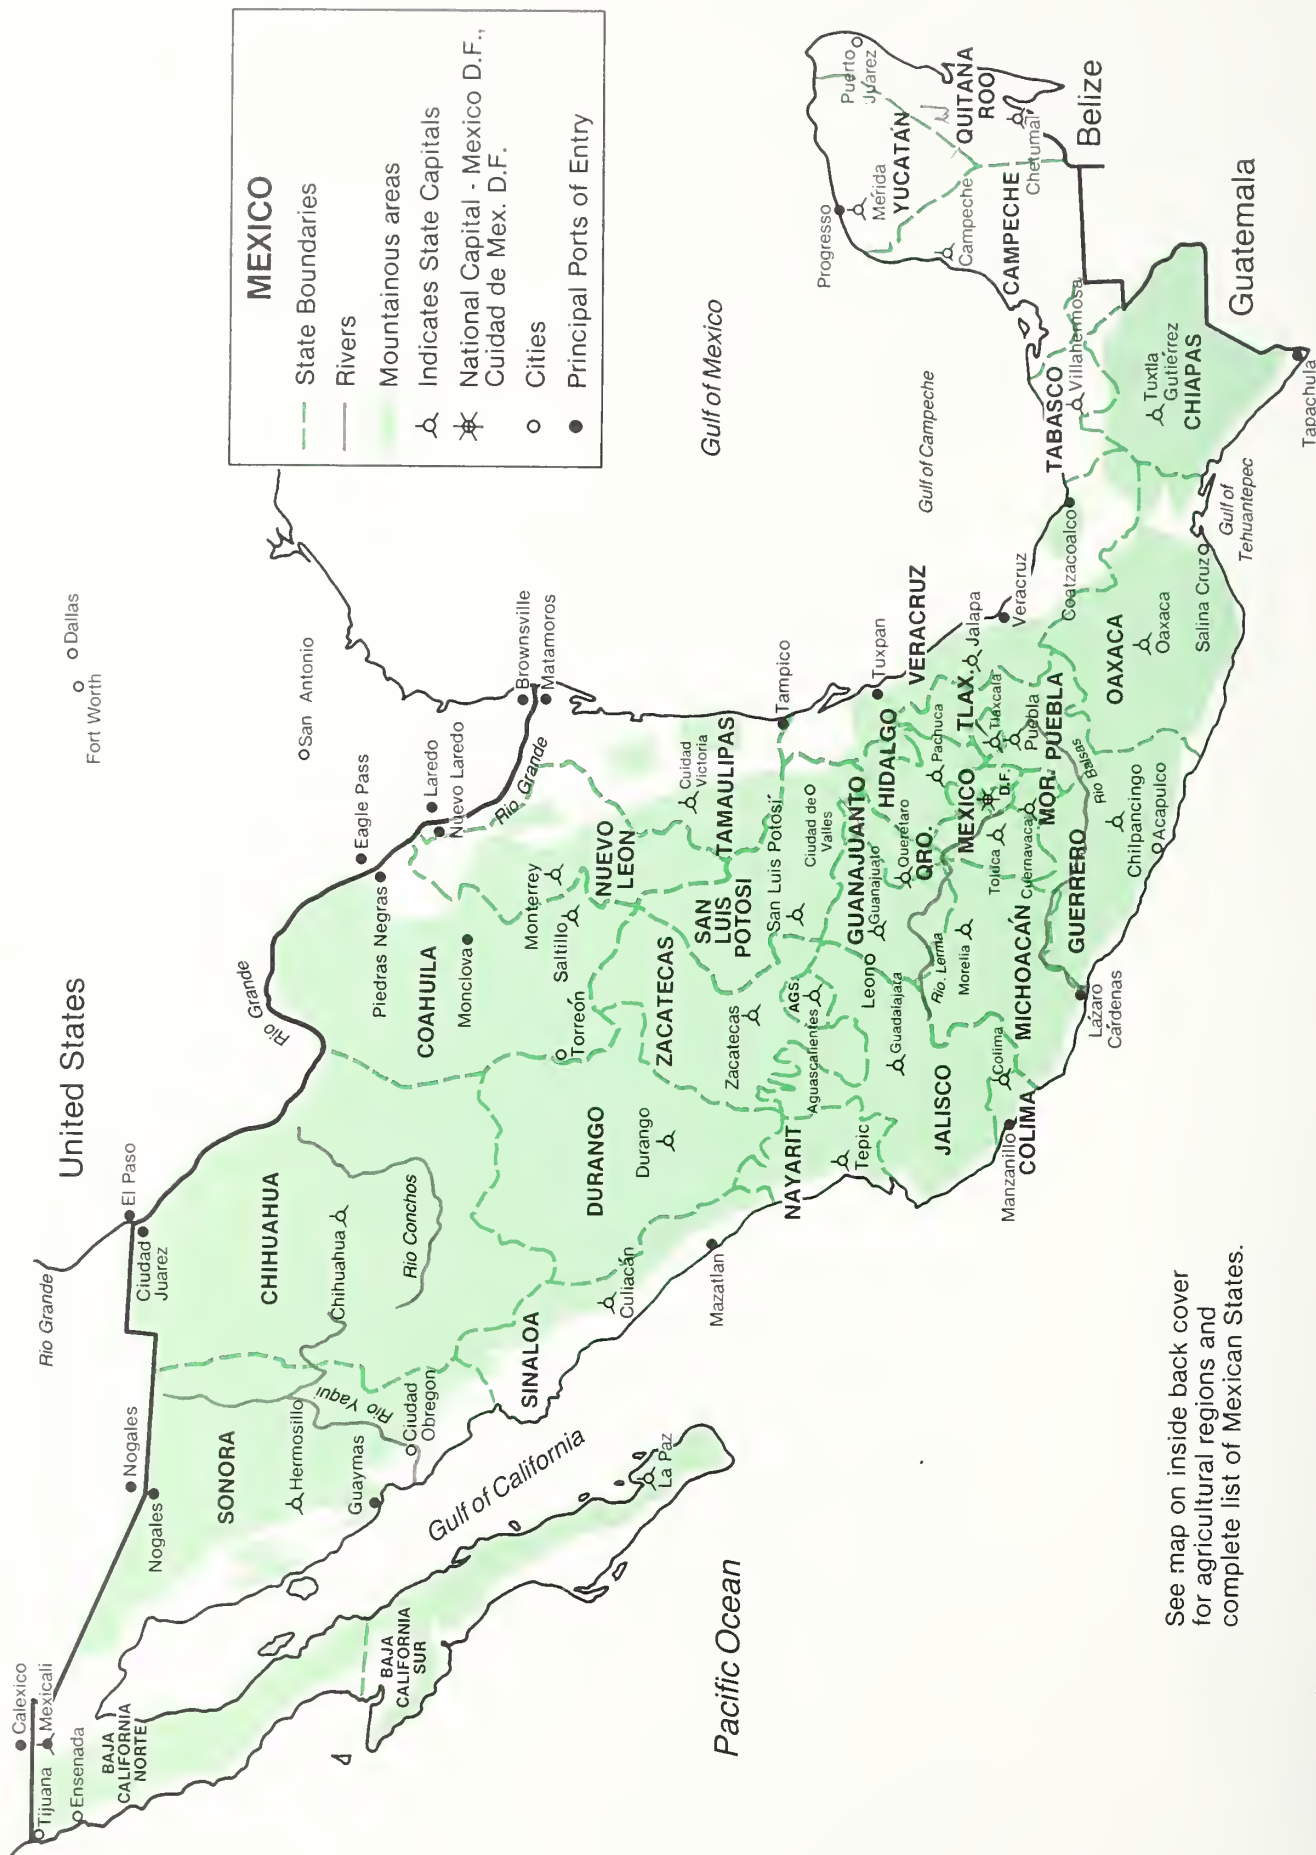 MEXICO
State Boundaries
Rivers
Mountainous areas
Indicates State Capitals
National Capital - Mexico D.F.,
Cuidad de Mex. D.F.
Cities
Principal Ports of Entry
United States
Fort Worth
Dallas
San Antonio
Calexico
Tijuana
Mexicali
Ensenada
BAJA
CALIFORNIA
NORTE
Nogales
Nogales
Rio Grande
El Paso
Ciudad
Juarez
SONORA
Hermosillo
Guaymas
Rio Yaqui
Ciudad
Obregon
CHIHUAHUA
Chihuahua
Rio Conchos
Rio
Grande
Eagle Pass
Piedras Negras
COAHUILA
Monclova
Laredo
Nuevo Laredo
Rio Grande
Brownsville
Matamoros
BAJA
CALIFORNIA
SUR
Gulf of California
La Paz
Pacific Ocean
SINALOA
Culiacán
Mazatlan
DURANGO
Durango
Torreón
Saltillo
Monterrey
NUEVO
LEON
ZACATECAS
Zacatecas
SAN
LUIS
POTOSI
San Luis Potosí
TAMAULIPAS
Cuidad
Victoria
Tampico
Ciudad de
Valles
NAYARIT
Tepic
AGS.
Aguascalientes
Leon
GUANAJUANTO
Guanajuato
Guadalajata
JALISCO
Querétaro
QRO.
HIDALGO
Pachuca
Tuxpan
VERACRUZ
Jalapa
Veracruz
Rio. Lerma
Morelia
MICHOACÁN
Manzanillo
COLIMA
Colima
Lázaro
Cárdenas
MEXICO
Toluca
D.F.
TLAX.
Tlaxcala
Puebla
PUEBLA
MOR.
Cuernavaca
GUERRERO
Rio Balsas
Chilpancingo
Acapulco
OAXACA
Oaxaca
Salina Cruz
Gulf of
Tehuantepec
Coatzacoalco
Gulf of Mexico
Gulf of Campeche
TABASCO
Villahermosa
Tuxtla
Gutiérrez
CHIAPAS
Tapachula
Guatemala
Belize
Progresso
Mérida
YUCATÁN
Puerto
Juarez
QUITANA
ROO
Chetumal
Campeche
CAMPECHE
See map on inside back cover
for agricultural regions and
complete list of Mexican States.